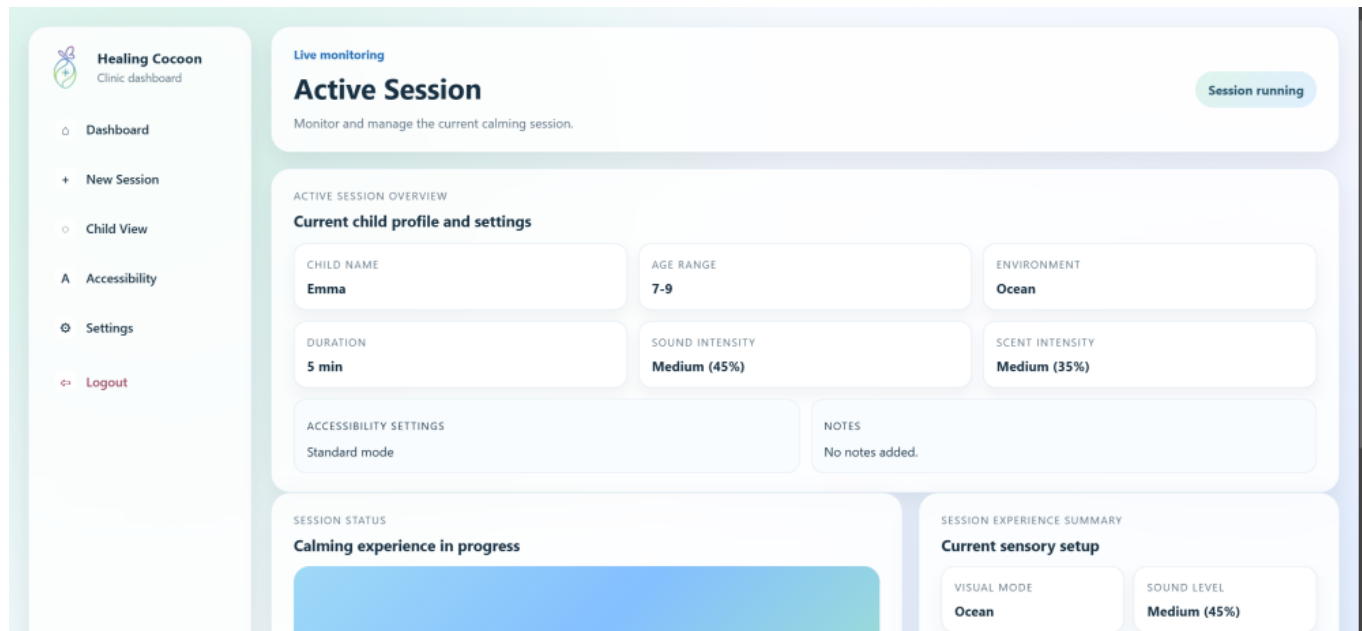 Healing Cocoon
Clinic dashboard
Dashboard
+ New Session
Child View
A Accessibility
Settings
Logout
Live monitoring
Active Session
Monitor and manage the current calming session.
Session running
ACTIVE SESSION OVERVIEW
Current child profile and settings
CHILD NAME
Emma
AGE RANGE
7-9
ENVIRONMENT
Ocean
DURATION
5 min
SOUND INTENSITY
Medium (45%)
SCENT INTENSITY
Medium (35%)
ACCESSIBILITY SETTINGS
Standard mode
NOTES
No notes added.
SESSION STATUS
Calming experience in progress
SESSION EXPERIENCE SUMMARY
Current sensory setup
VISUAL MODE
Ocean
SOUND LEVEL
Medium (45%)